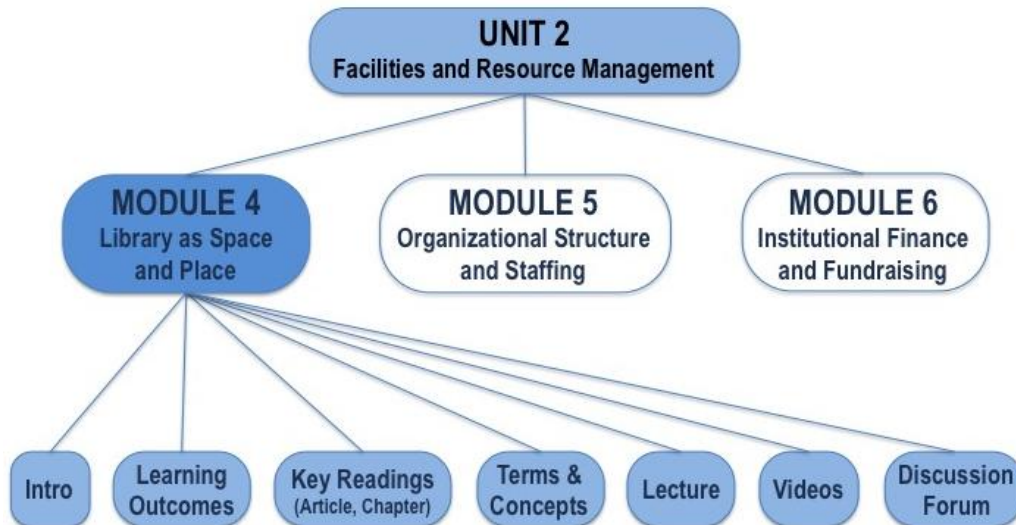 UNIT 2
Facilities and Resource Management
MODULE 4
Library as Space
and Place
MODULE 5
Organizational Structure
and Staffing
MODULE 6
Institutional Finance
and Fundraising
Intro
Learning
Outcomes
Key Readings
(Article, Chapter)
Terms &
Concepts
Lecture
Videos
Discussion
Forum